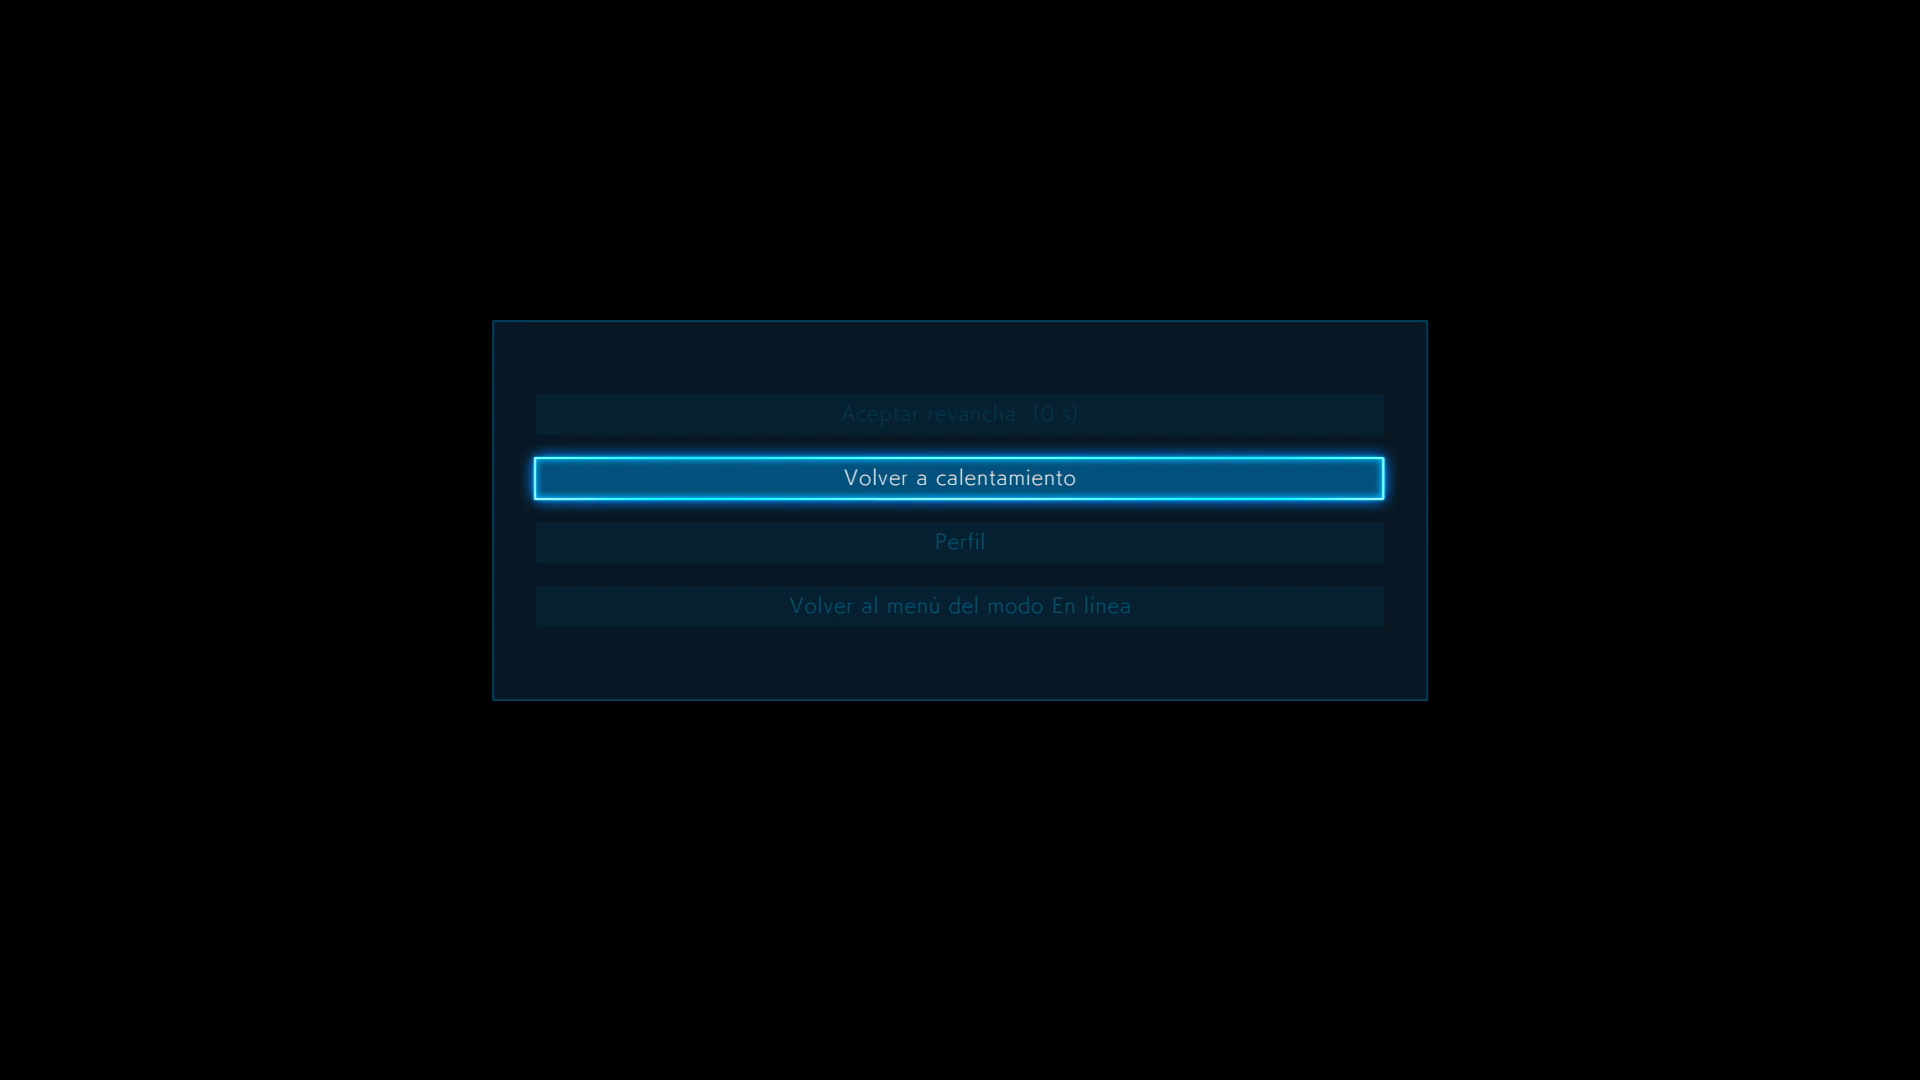 Aceptar revancha (0 s)
Volver a calentamiento
Perfil
Volver al menú del modo En línea